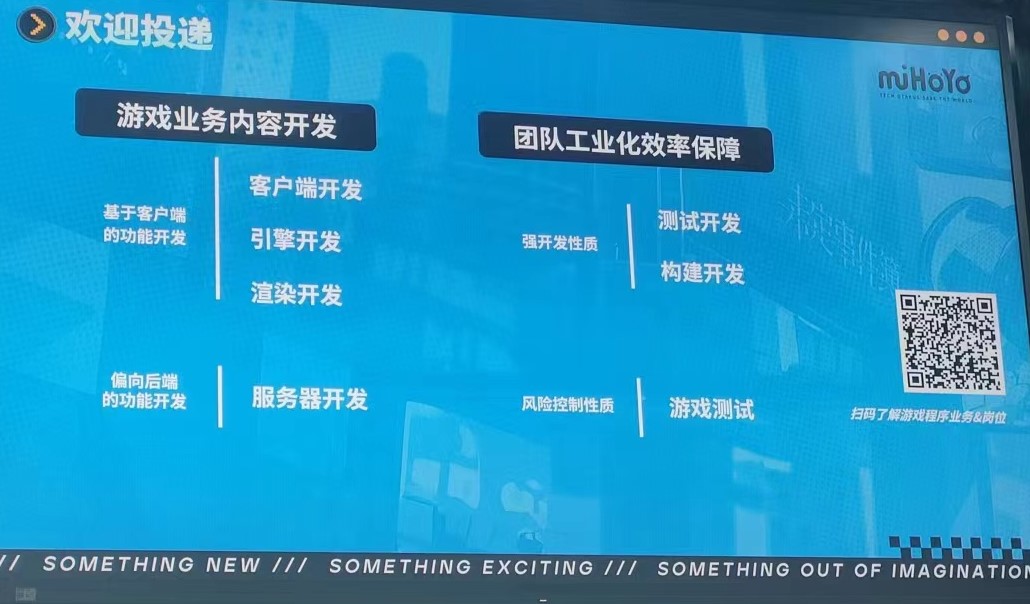 欢迎投递
miHoYo
TECH OTAKUS SAVE THE WORLD
游戏业务内容开发
基于客户端
的功能开发
客户端开发
引擎开发
渲染开发
偏向后端
的功能开发
服务器开发
团队工业化效率保障
强开发性质
测试开发
构建开发
风险控制性质
游戏测试
扫码了解游戏程序业务&岗位
// SOMETHING NEW /// SOMETHING EXCITING /// SOMETHING OUT OF IMAGINATION